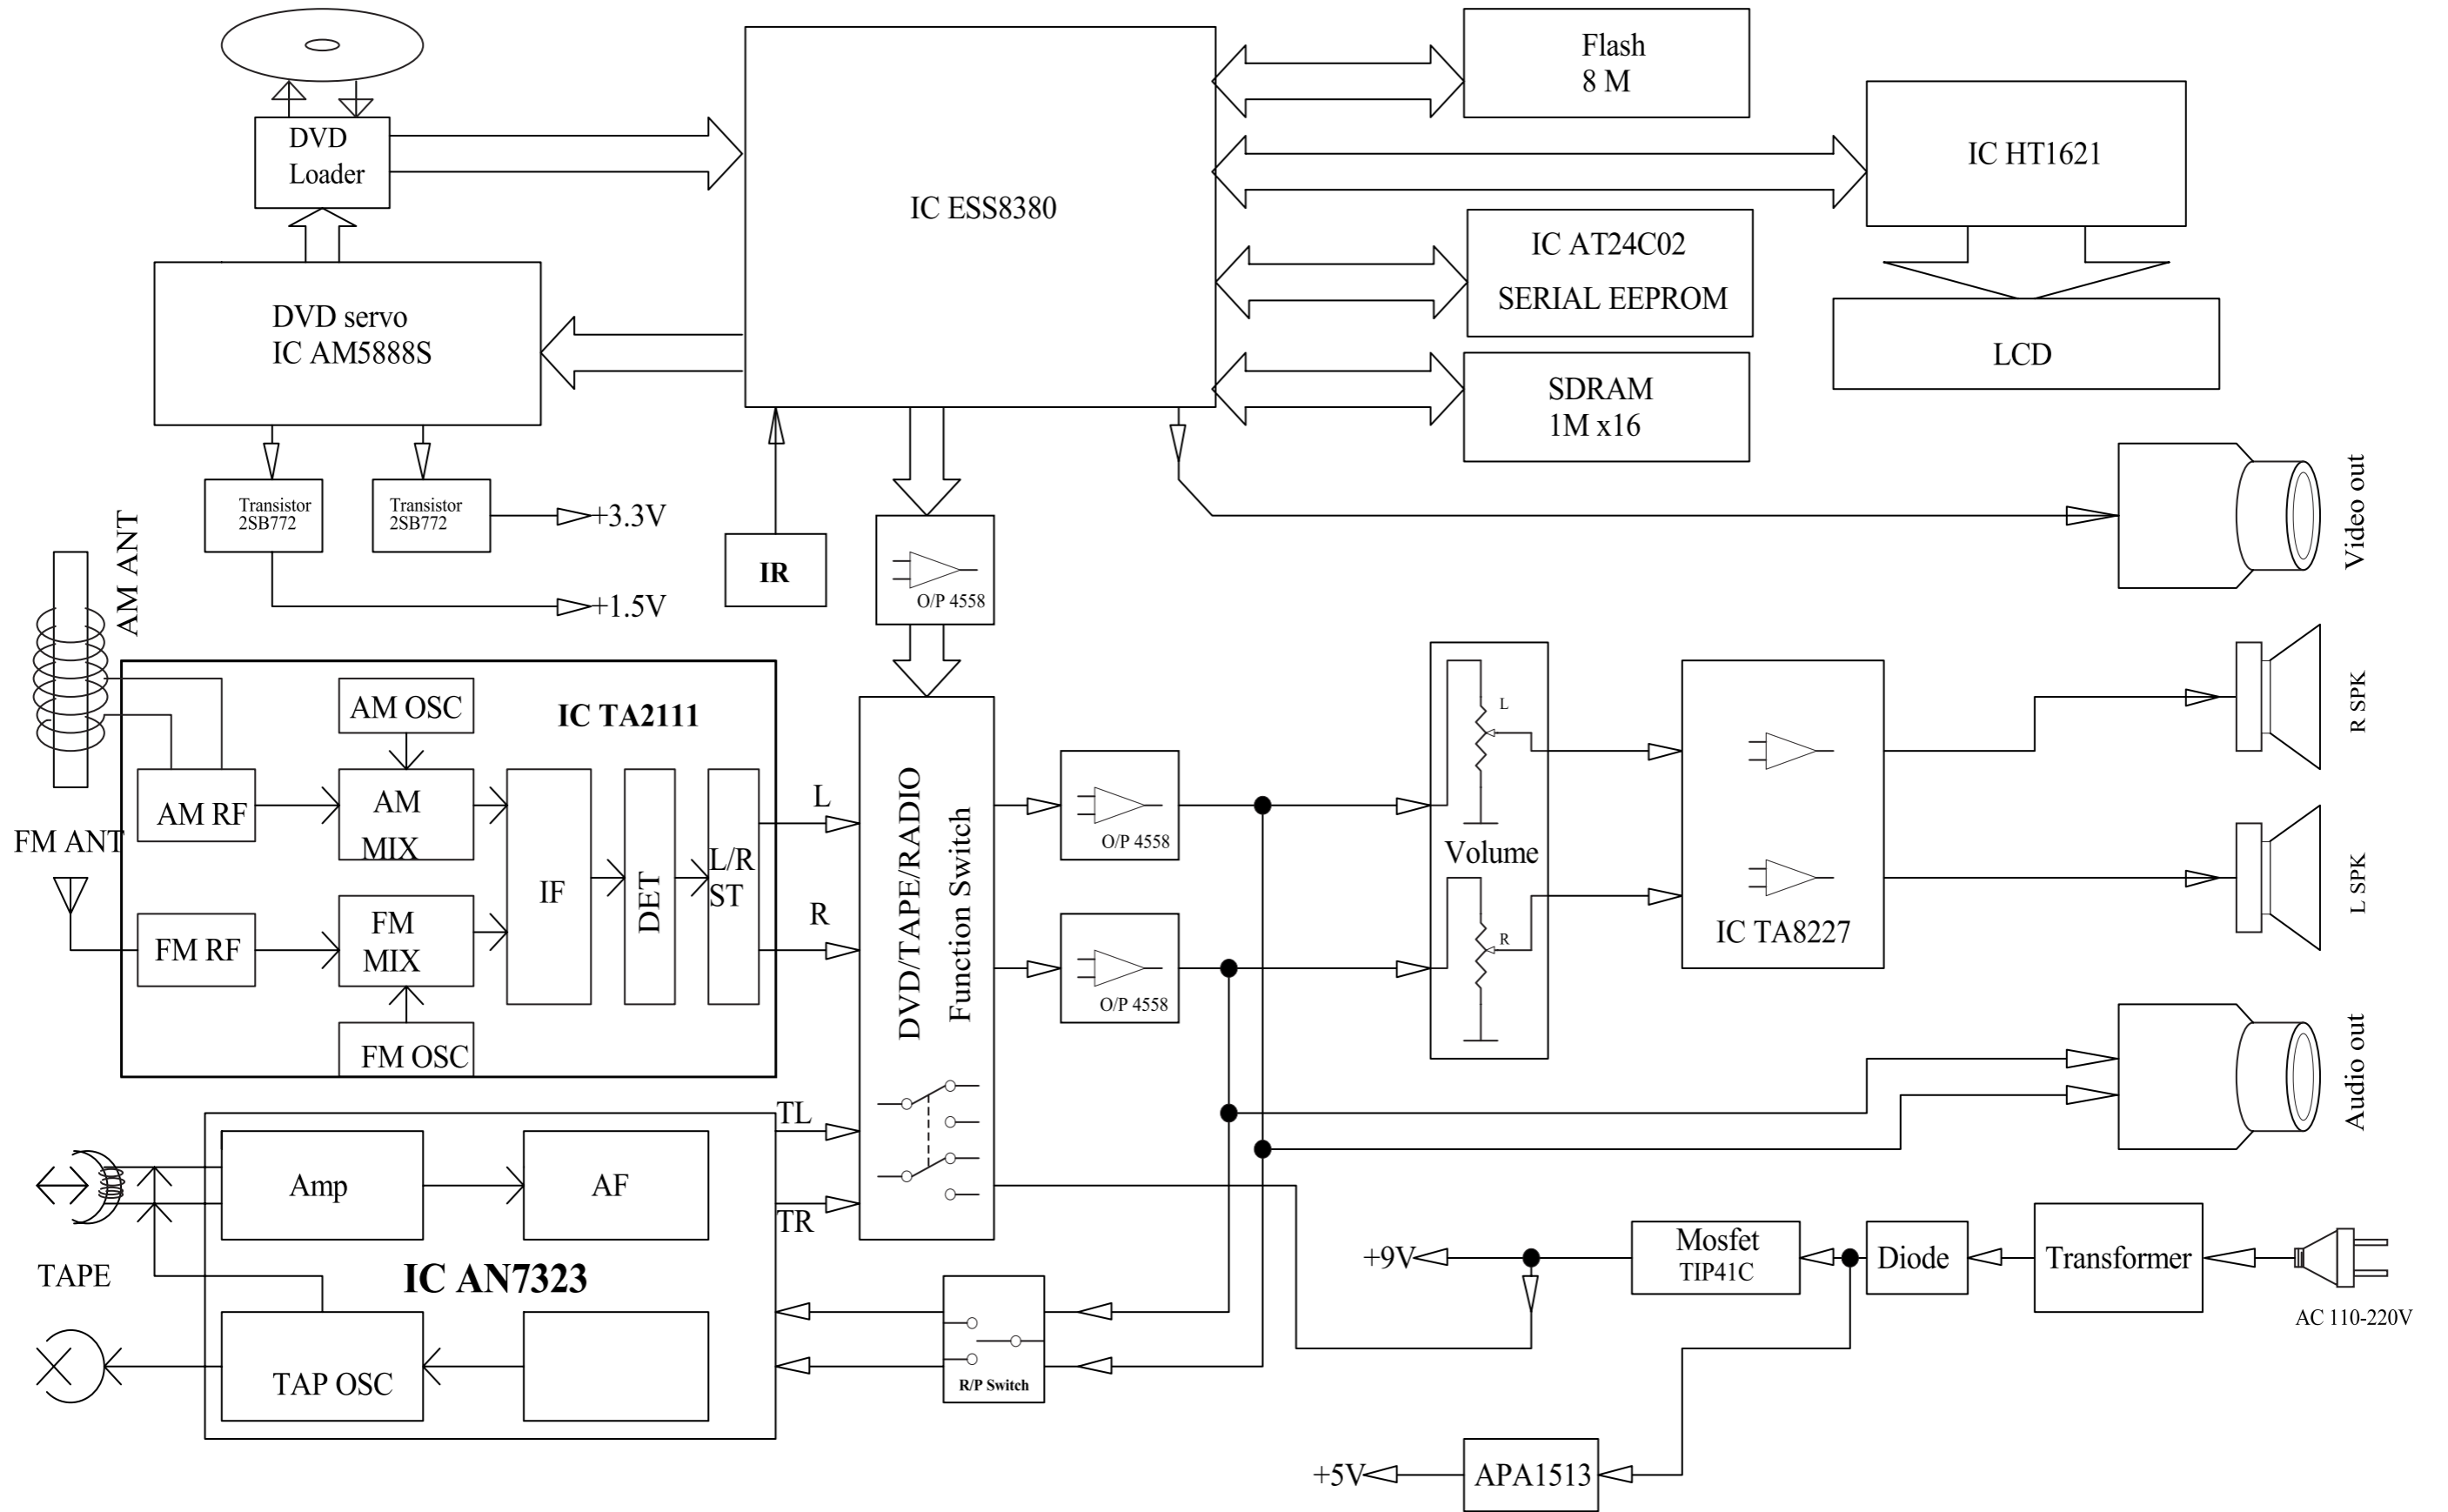 DVD
Loader
IC ESS8380
Flash
8 M
IC HT1621
IC AT24C02
SERIAL EEPROM
DVD servo
IC AM5888S
SDRAM
1M x16
LCD
Transistor
2SB772
Transistor
2SB772
+3.3V
+1.5V
IR
O/P 4558
Video out
AM ANT
IC TA2111
AM OSC
AM RF
AM
MIX
FM ANT
FM RF
FM
MIX
FM OSC
IF
DET
L/R
ST
L
R
DVD/TAPE/RADIO
Function Switch
O/P 4558
O/P 4558
L
Volume
R
IC TA8227
R SPK
L SPK
Audio out
TL
TR
Amp
AF
TAPE
IC AN7323
TAP OSC
R/P Switch
+9V
Mosfet
TIP41C
Diode
Transformer
AC 110-220V
+5V
APA1513